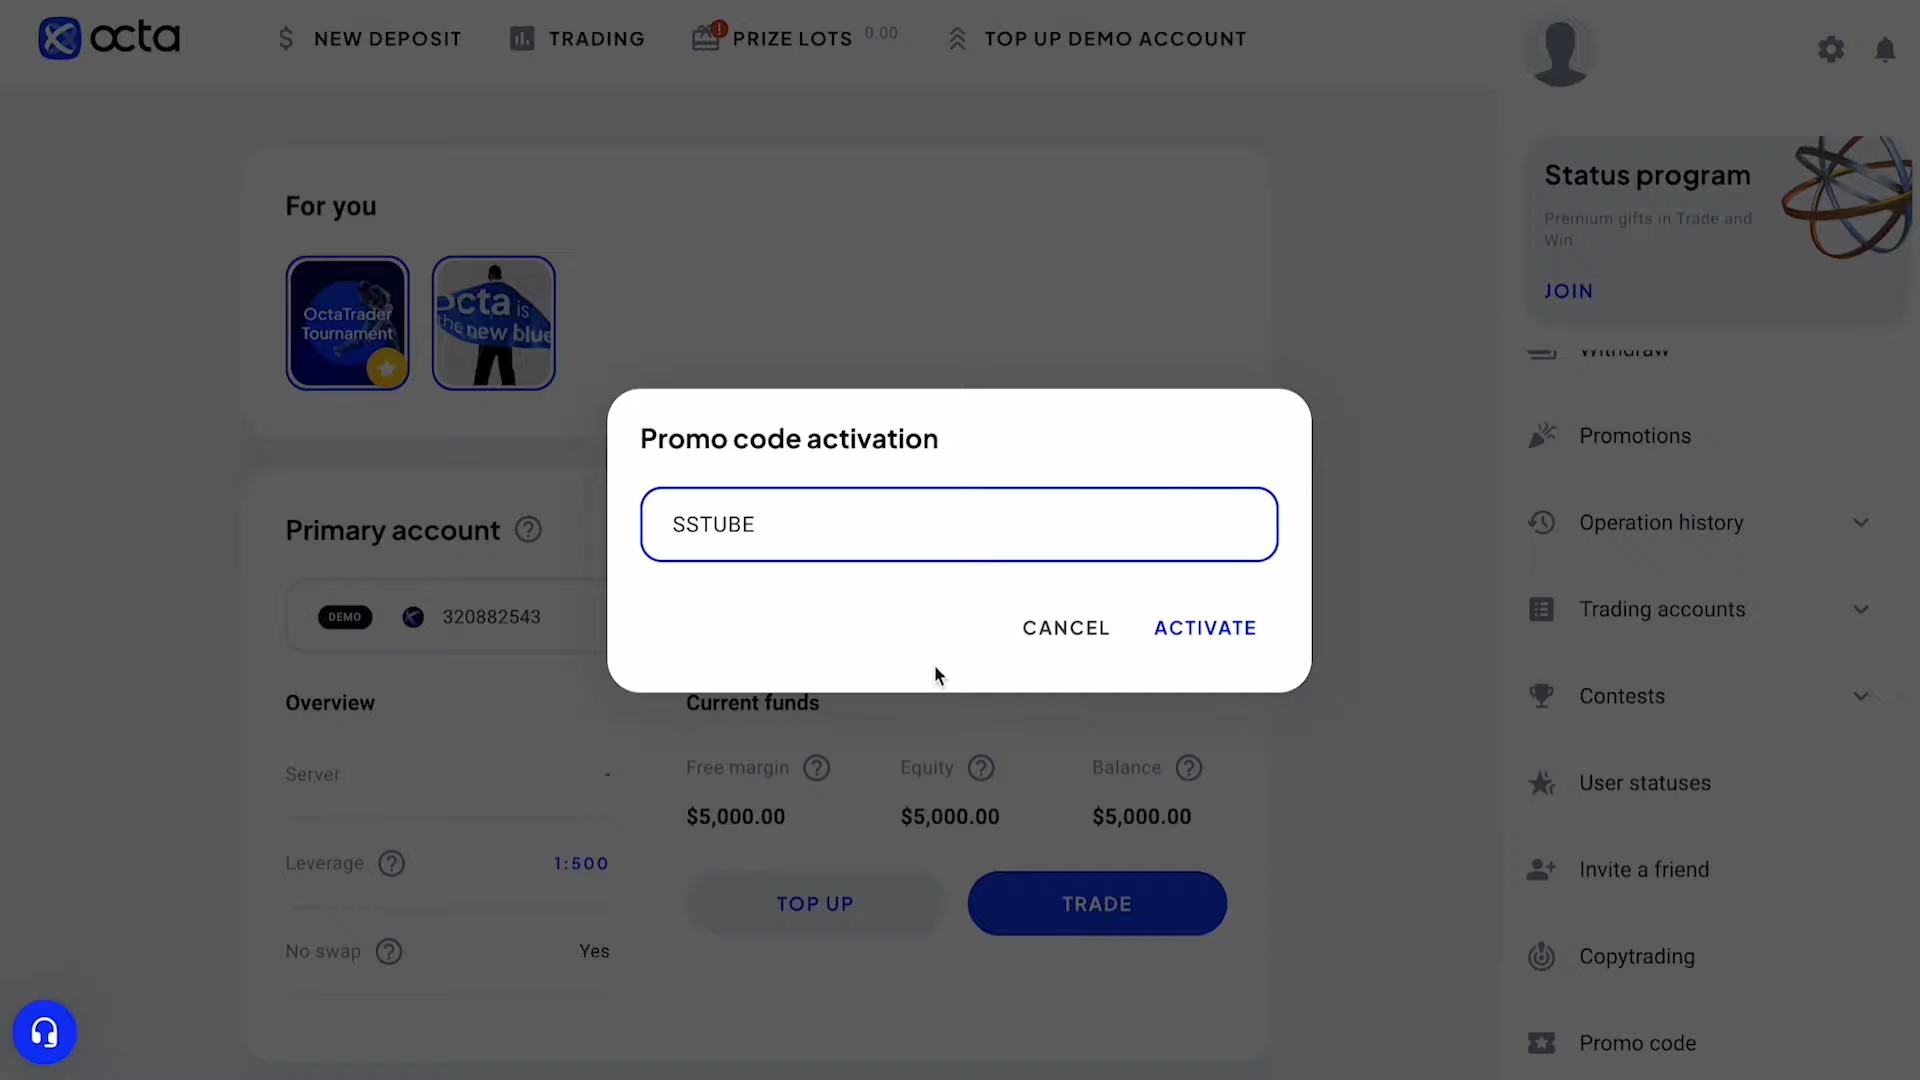 octa
NEW DEPOSIT
TRADING
PRIZE LOTS 0.00
TOP UP DEMO ACCOUNT
Status program
Premium gifts in Trade and
Win
JOIN
Withdraw
Promotions
Operation history
Trading accounts
Contests
User statuses
Invite a friend
Copytrading
Promo code
For you
OctaTrader
Tournament
octa is
the new blue
Promo code activation
SSTUBE
CANCEL
ACTIVATE
Primary account
DEMO 320882543
Overview
Server -
Leverage 1:500
No swap Yes
Current funds
Free margin
$5,000.00
Equity
$5,000.00
Balance
$5,000.00
TOP UP
TRADE